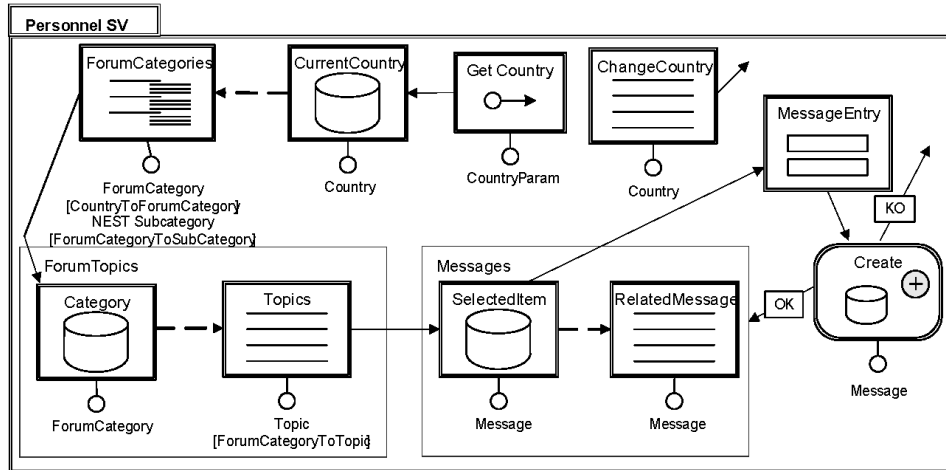 Personnel SV
ForumCategories
CurrentCountry
Get Country
ChangeCountry
MessageEntry
ForumCategory
[CountryToForumCategory]
NEST Subcategory
[ForumCategoryToSubCategory]
Country
CountryParam
Country
KO
ForumTopics
Category
Topics
Messages
SelectedItem
RelatedMessage
OK
Create
ForumCategory
Topic
[ForumCategoryToTopic]
Message
Message
Message